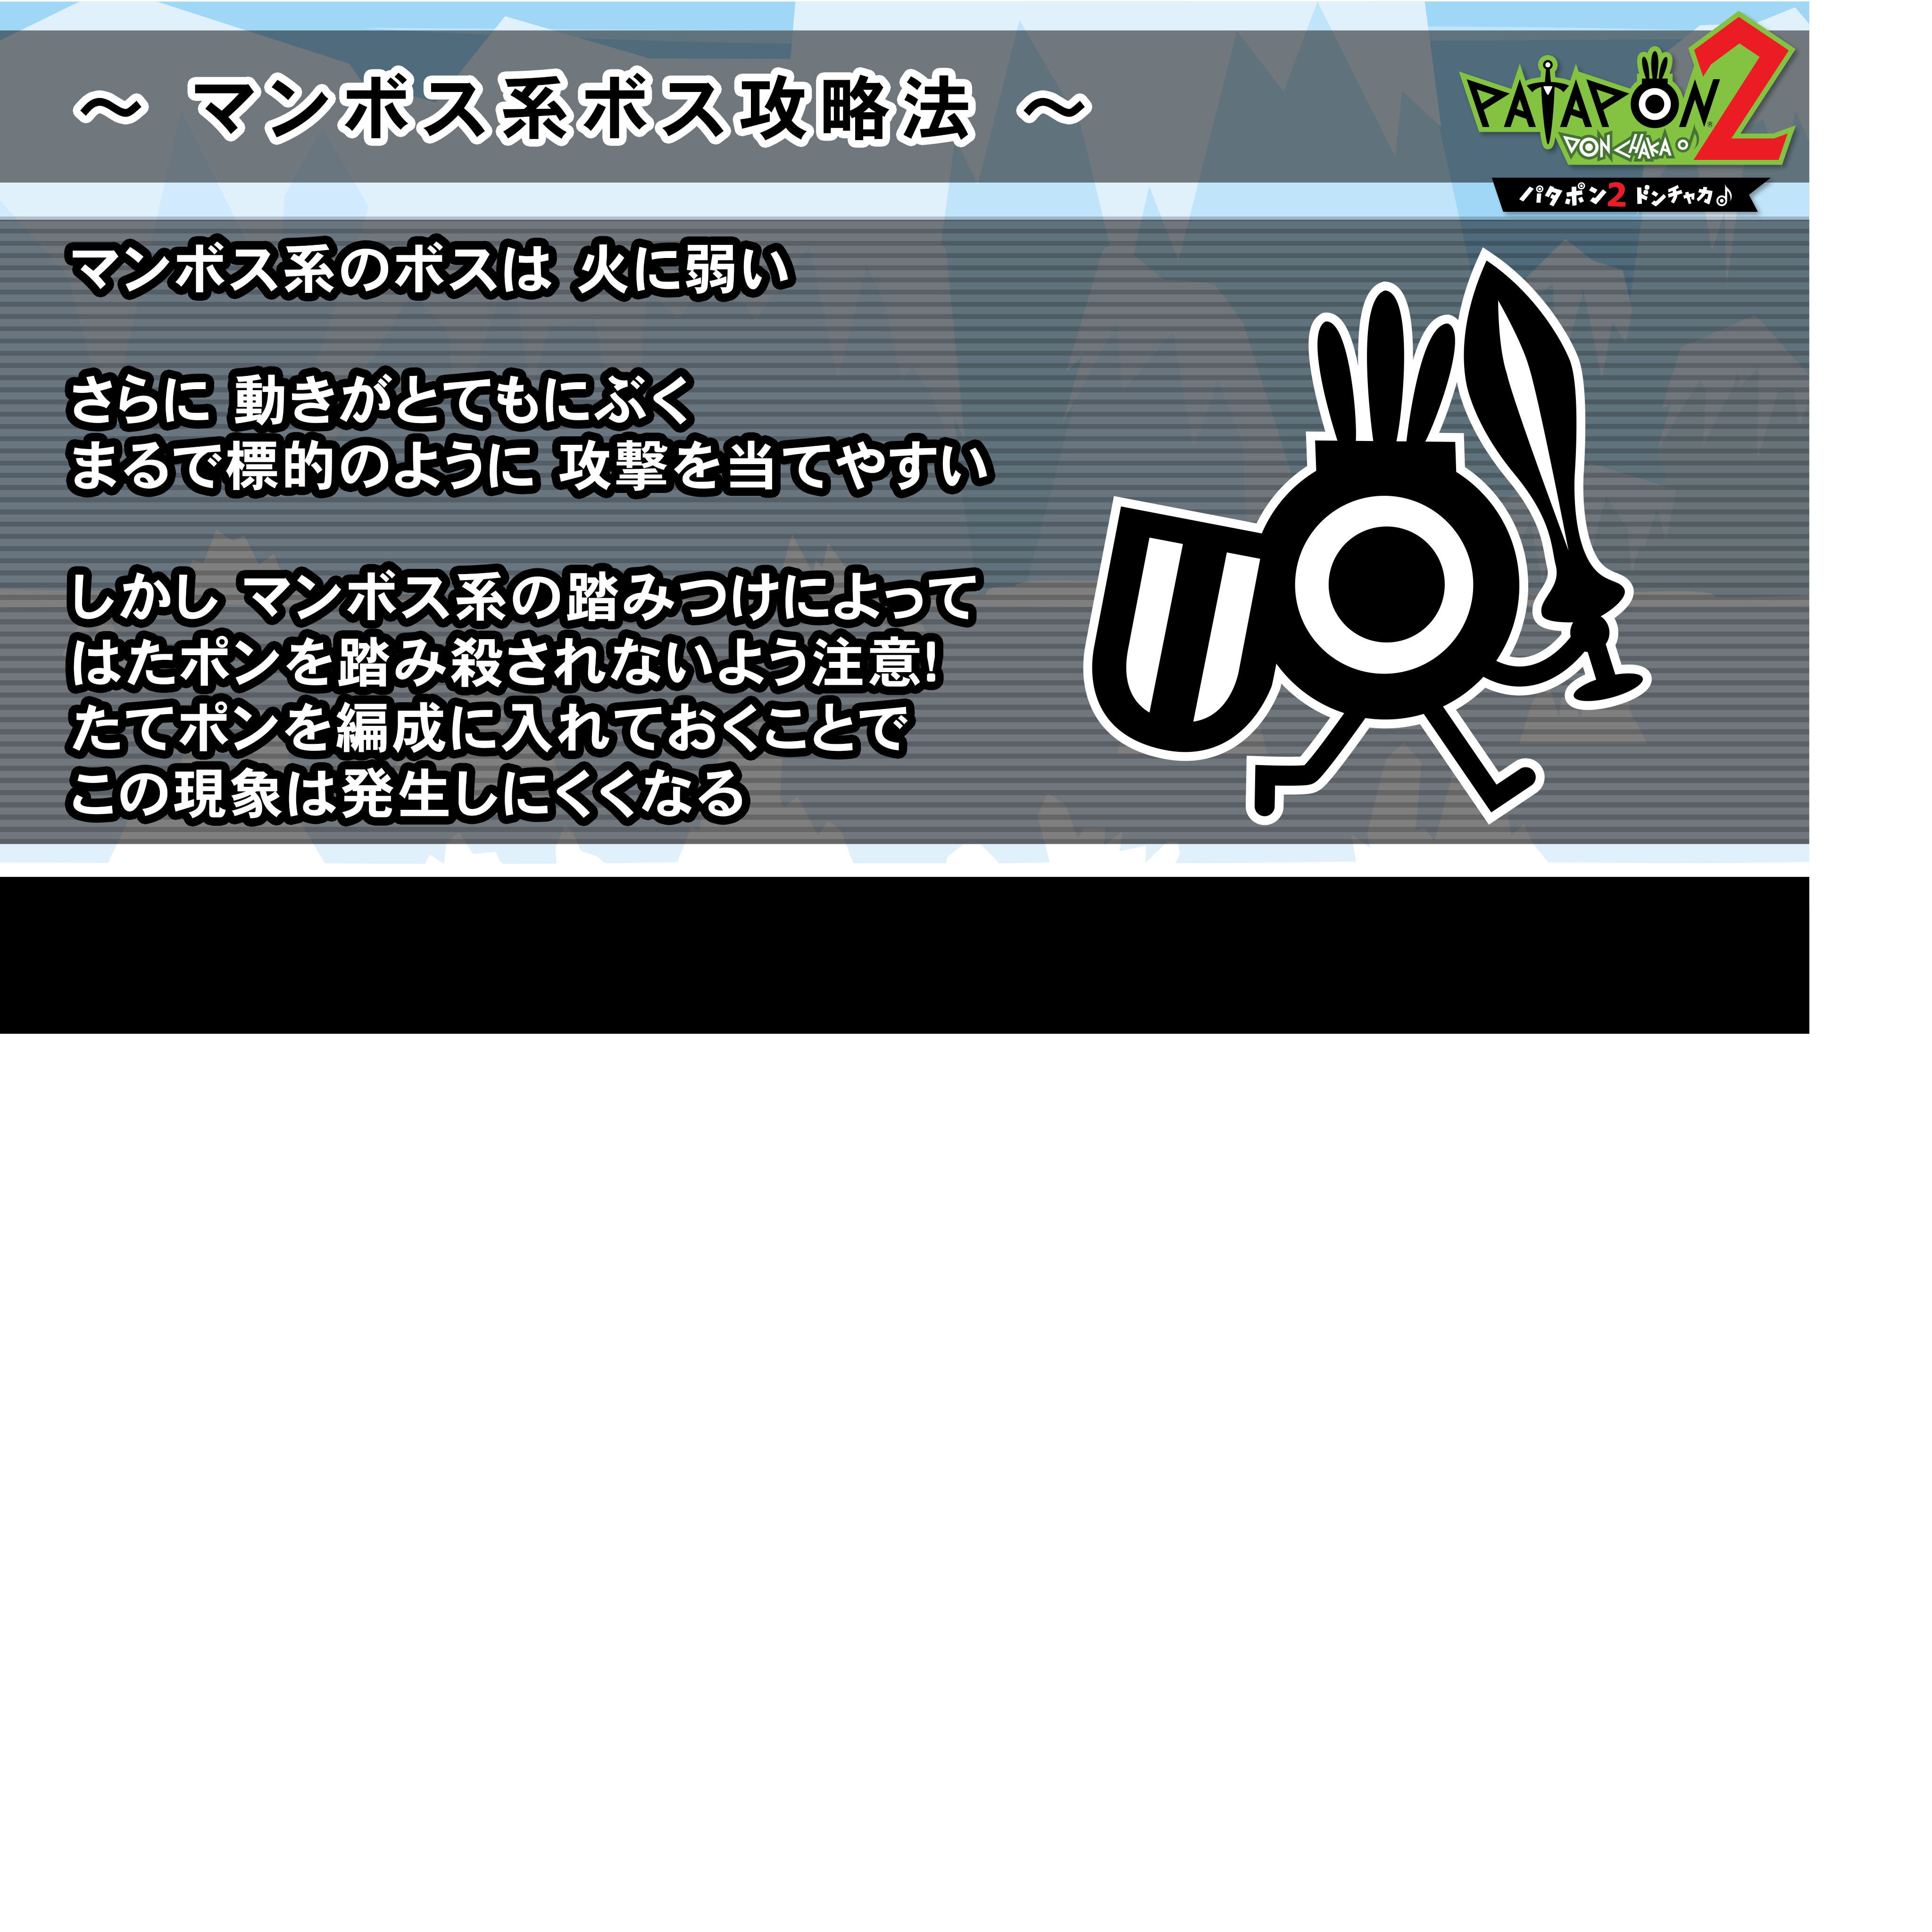 ～ マンボス系ボス攻略法 ～
PATAPON 2
DON CHAKA♪
パタポン2 ドンチャカ♪
マンボス系のボスは 火に弱い
さらに 動きがとてもにぶく
まるで標的のように 攻撃を当てやすい
しかし マンボス系の踏みつけによって
はたポンを踏み殺されないよう注意!
たてポンを編成に入れておくことで
この現象は発生しにくくなる